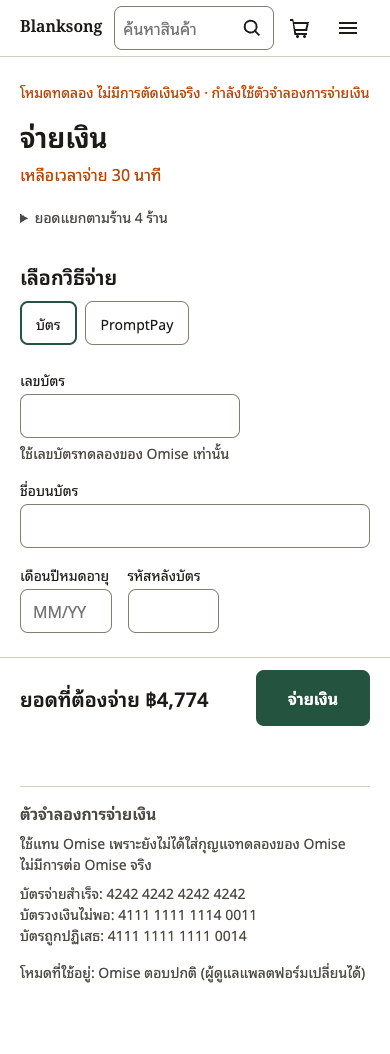 Blanksong
ค้นหาสินค้า
โหมดทดลอง ไม่มีการตัดเงินจริง · กำลังใช้ตัวจำลองการจ่ายเงิน
จ่ายเงิน
เหลือเวลาจ่าย 30 นาที
ยอดแยกตามร้าน 4 ร้าน
เลือกวิธีจ่าย
บัตร PromptPay
เลขบัตร
ใช้เลขบัตรทดลองของ Omise เท่านั้น
ชื่อบนบัตร
เดือนปีหมดอายุ รหัสหลังบัตร
MM/YY
ยอดที่ต้องจ่าย ฿4,774 จ่ายเงิน
ตัวจำลองการจ่ายเงิน
ใช้แทน Omise เพราะยังไม่ได้ใส่กุญแจทดลองของ Omise
ไม่มีการต่อ Omise จริง
บัตรจ่ายสำเร็จ: 4242 4242 4242 4242
บัตรวงเงินไม่พอ: 4111 1111 1114 0011
บัตรถูกปฏิเสธ: 4111 1111 1111 0014
โหมดที่ใช้อยู่: Omise ตอบปกติ (ผู้ดูแลแพลตฟอร์มเปลี่ยนได้)